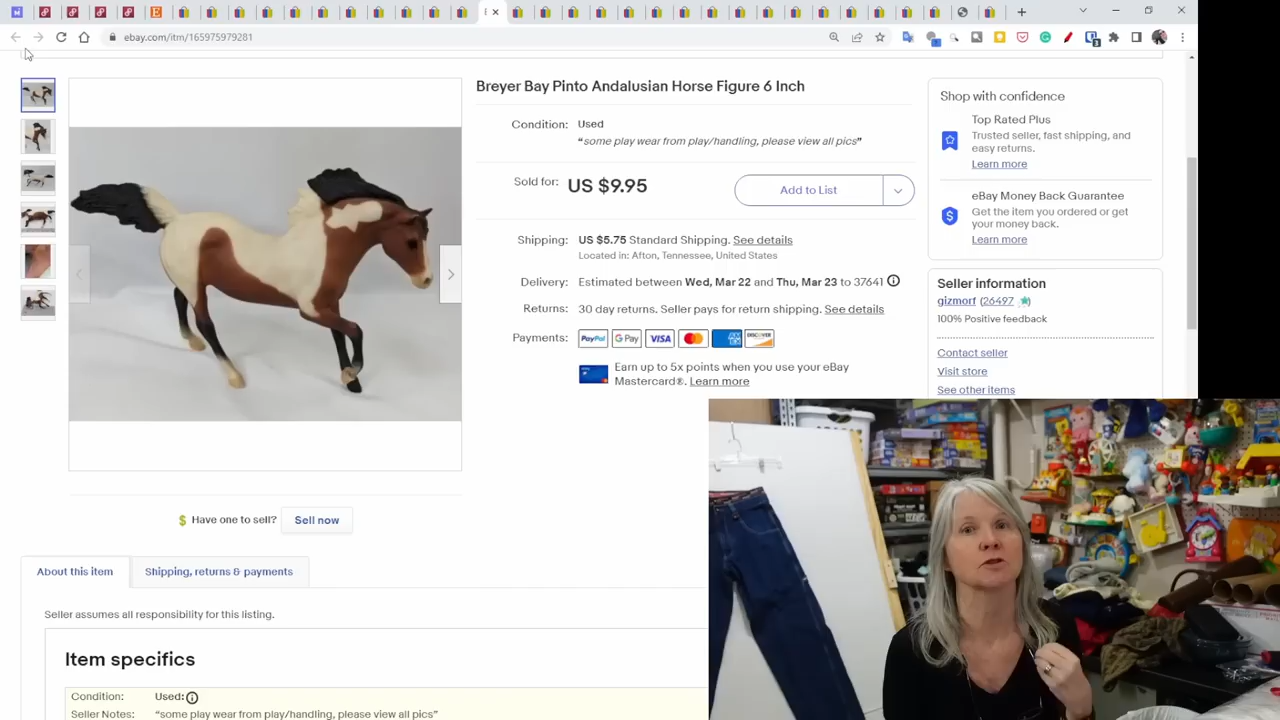 ebay.com/itm/165975979281
Breyer Bay Pinto Andalusian Horse Figure 6 Inch
Condition: Used
“some play wear from play/handling, please view all pics”
Sold for: US $9.95
Add to List
Shipping: US $5.75 Standard Shipping. See details
Located in: Afton, Tennessee, United States
Delivery: Estimated between Wed, Mar 22 and Thu, Mar 23 to 37641
Returns: 30 day returns. Seller pays for return shipping. See details
Payments: PayPal G Pay VISA DISCOVER
Earn up to 5x points when you use your eBay
Mastercard®. Learn more
Shop with confidence
Top Rated Plus
Trusted seller, fast shipping, and
easy returns.
Learn more
eBay Money Back Guarantee
Get the item you ordered or get
your money back.
Learn more
Seller information
gizmorf (26497
100% Positive feedback
Contact seller
Visit store
See other items
$ Have one to sell? Sell now
About this item
Shipping, returns & payments
Seller assumes all responsibility for this listing.
Item specifics
Condition: Used:
Seller Notes: “some play wear from play/handling, please view all pics”